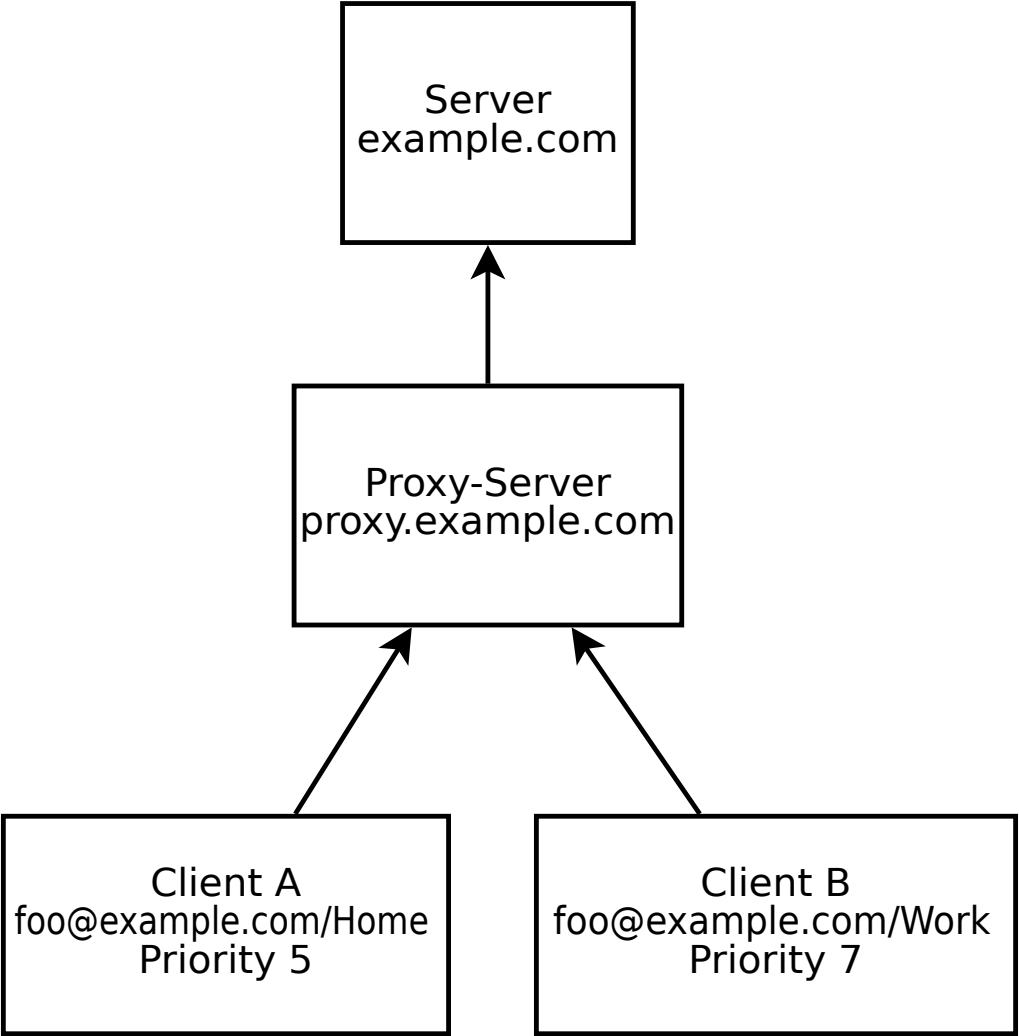 Server
example.com
Proxy-Server
proxy.example.com
Client A
foo@example.com/Home
Priority 5
Client B
foo@example.com/Work
Priority 7